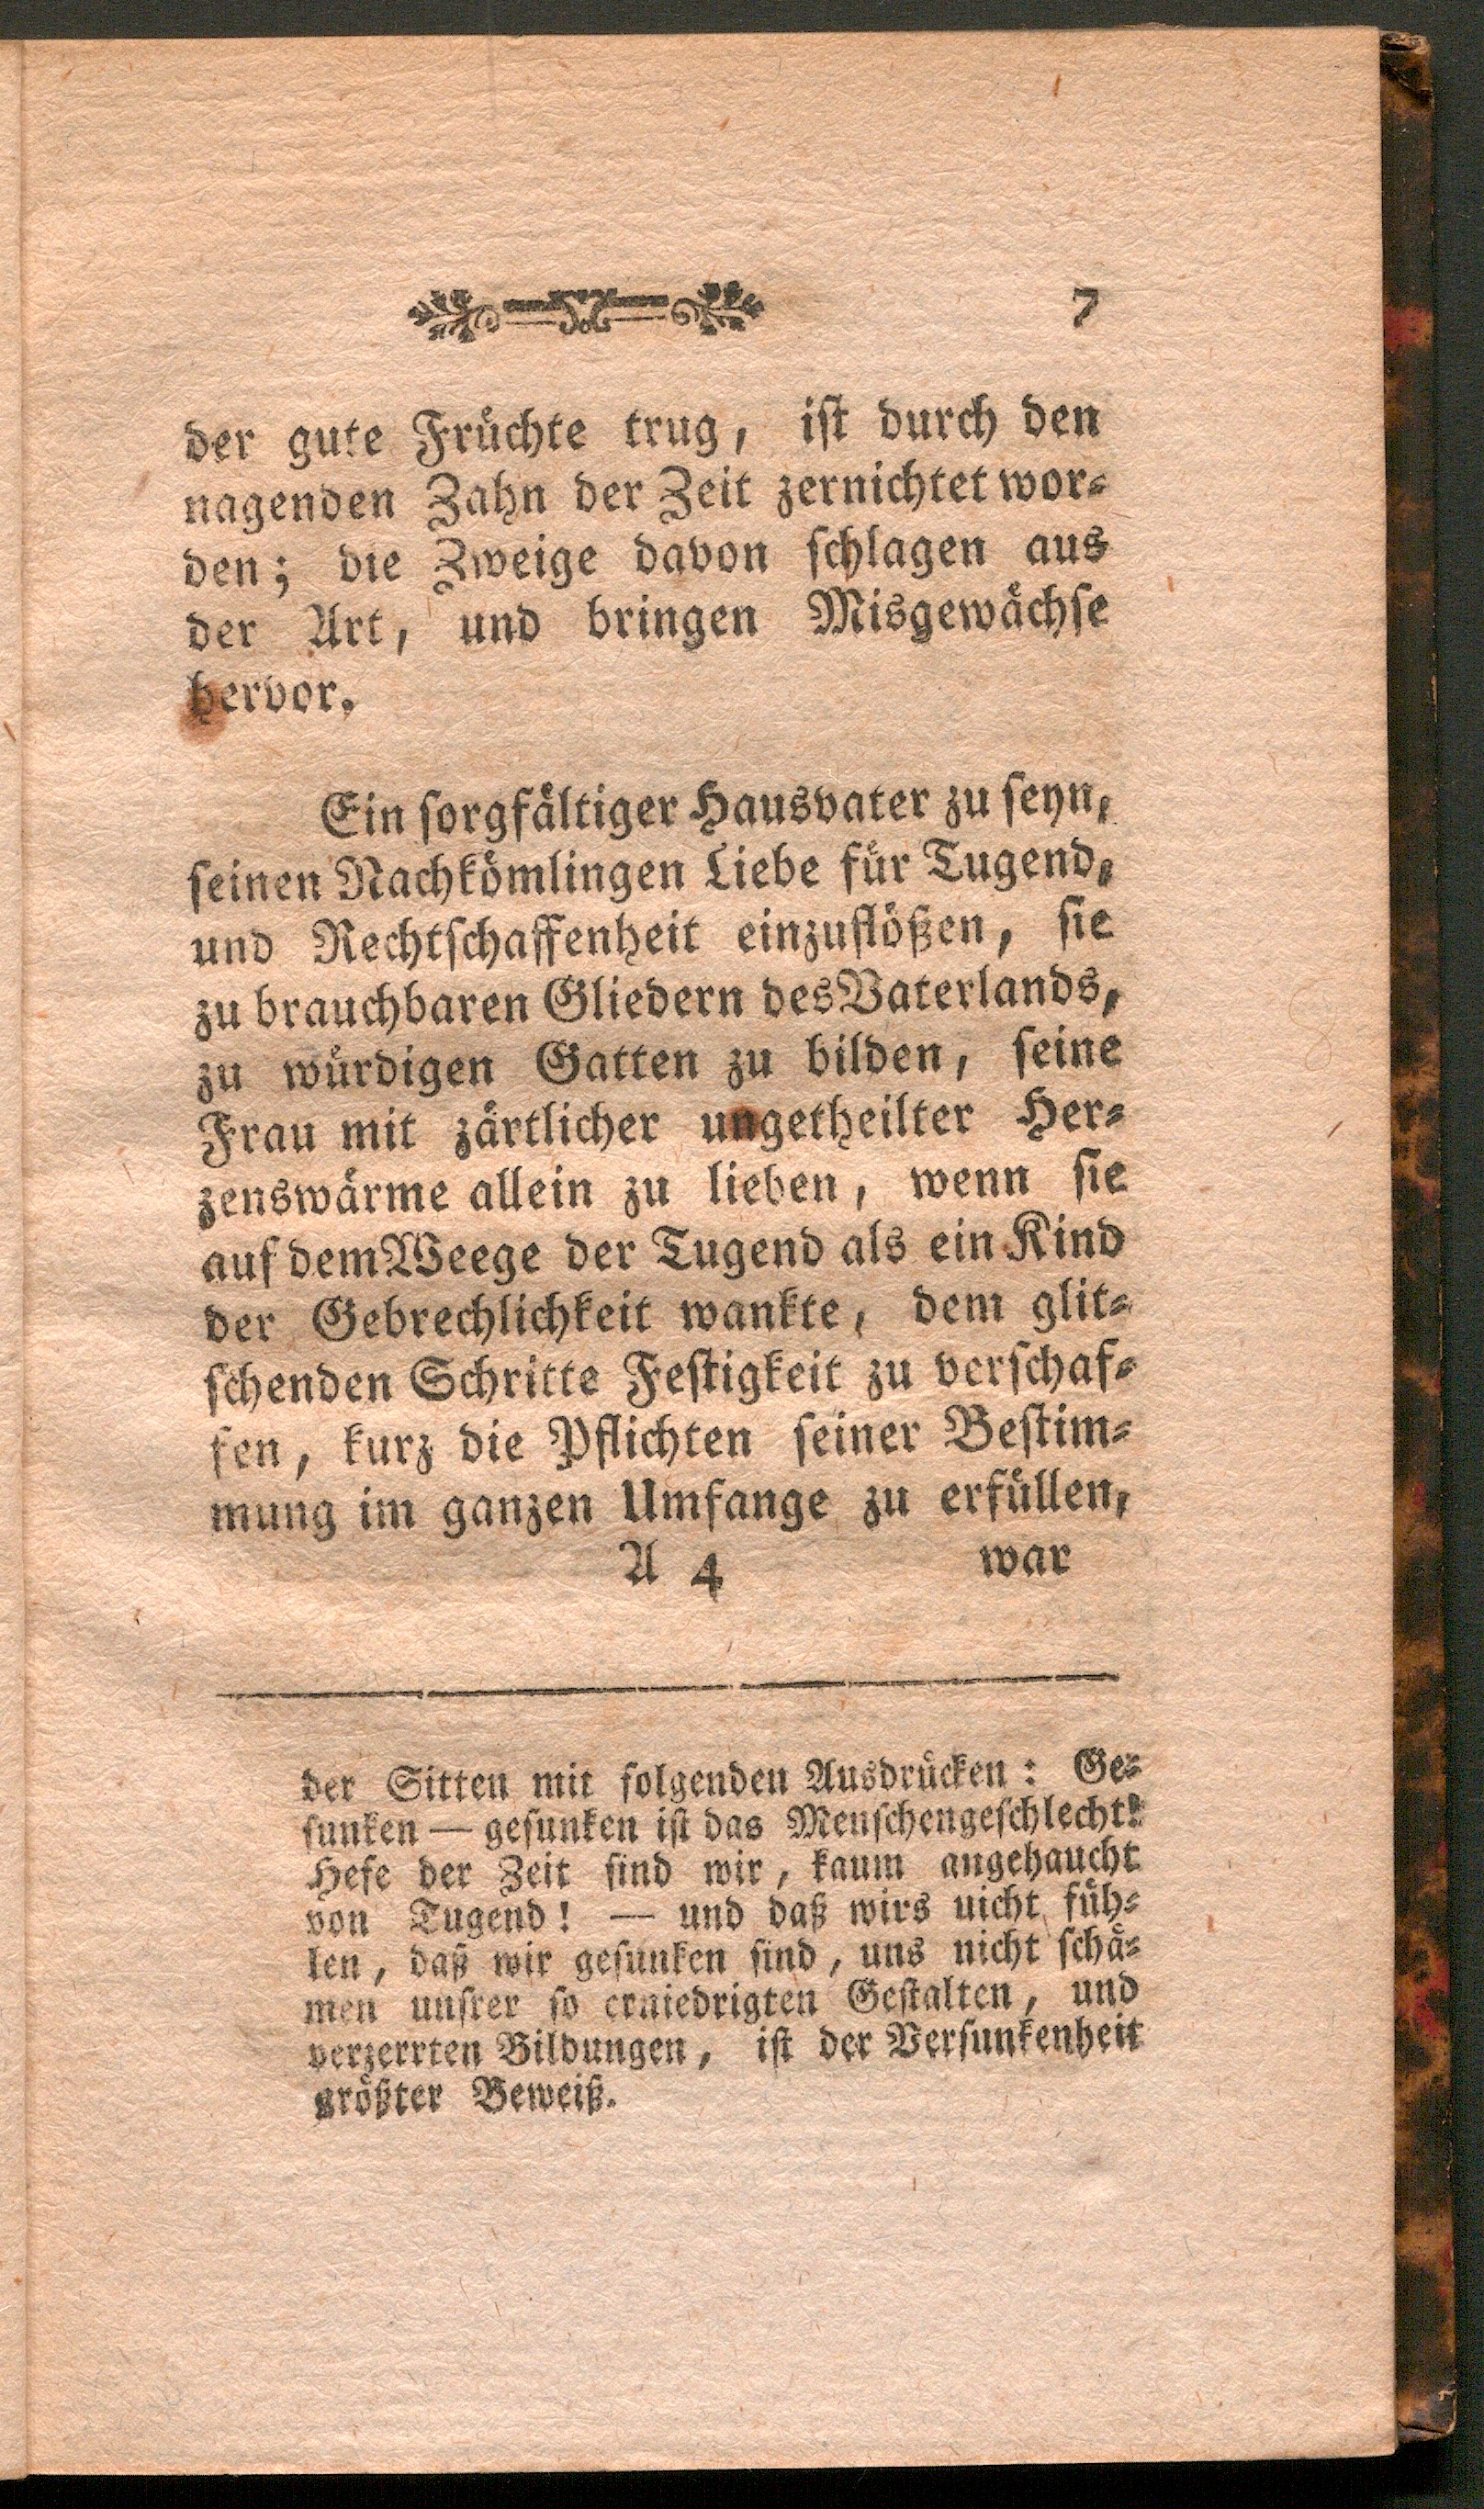 7
der gute Früchte trug, ist durch den
nagenden Zahn der Zeit zernichtet wor-
den; die Zweige davon schlagen aus
der Art, und bringen Misgewächse
hervor.
Ein sorgfältiger Hausvater zu seyn,
seinen Nachkömlingen Liebe für Tugend,
und Rechtschaffenheit einzuflößen, sie
zu brauchbaren Gliedern des Vaterlands,
zu würdigen Gatten zu bilden, seine
Frau mit zärtlicher ungetheilter Her-
zenswärme allein zu lieben, wenn sie
auf dem Weege der Tugend als ein Kind
der Gebrechlichkeit wankte, dem glit-
schenden Schritte Festigkeit zu verschaf-
fen, kurz die Pflichten seiner Bestim-
mung im ganzen Umfange zu erfüllen,
A 4 war
der Sitten mit folgenden Ausdrücken: Ge-
sunken — gesunken ist das Menschengeschlecht!
Hefe der Zeit sind wir, kaum angehaucht
von Tugend! — und daß wirs nicht füh-
len, daß wir gesunken sind, uns nicht schä-
men unsrer so erniedrigten Gestalten, und
verzerrten Bildungen, ist der Versunkenheit
größter Beweiß.